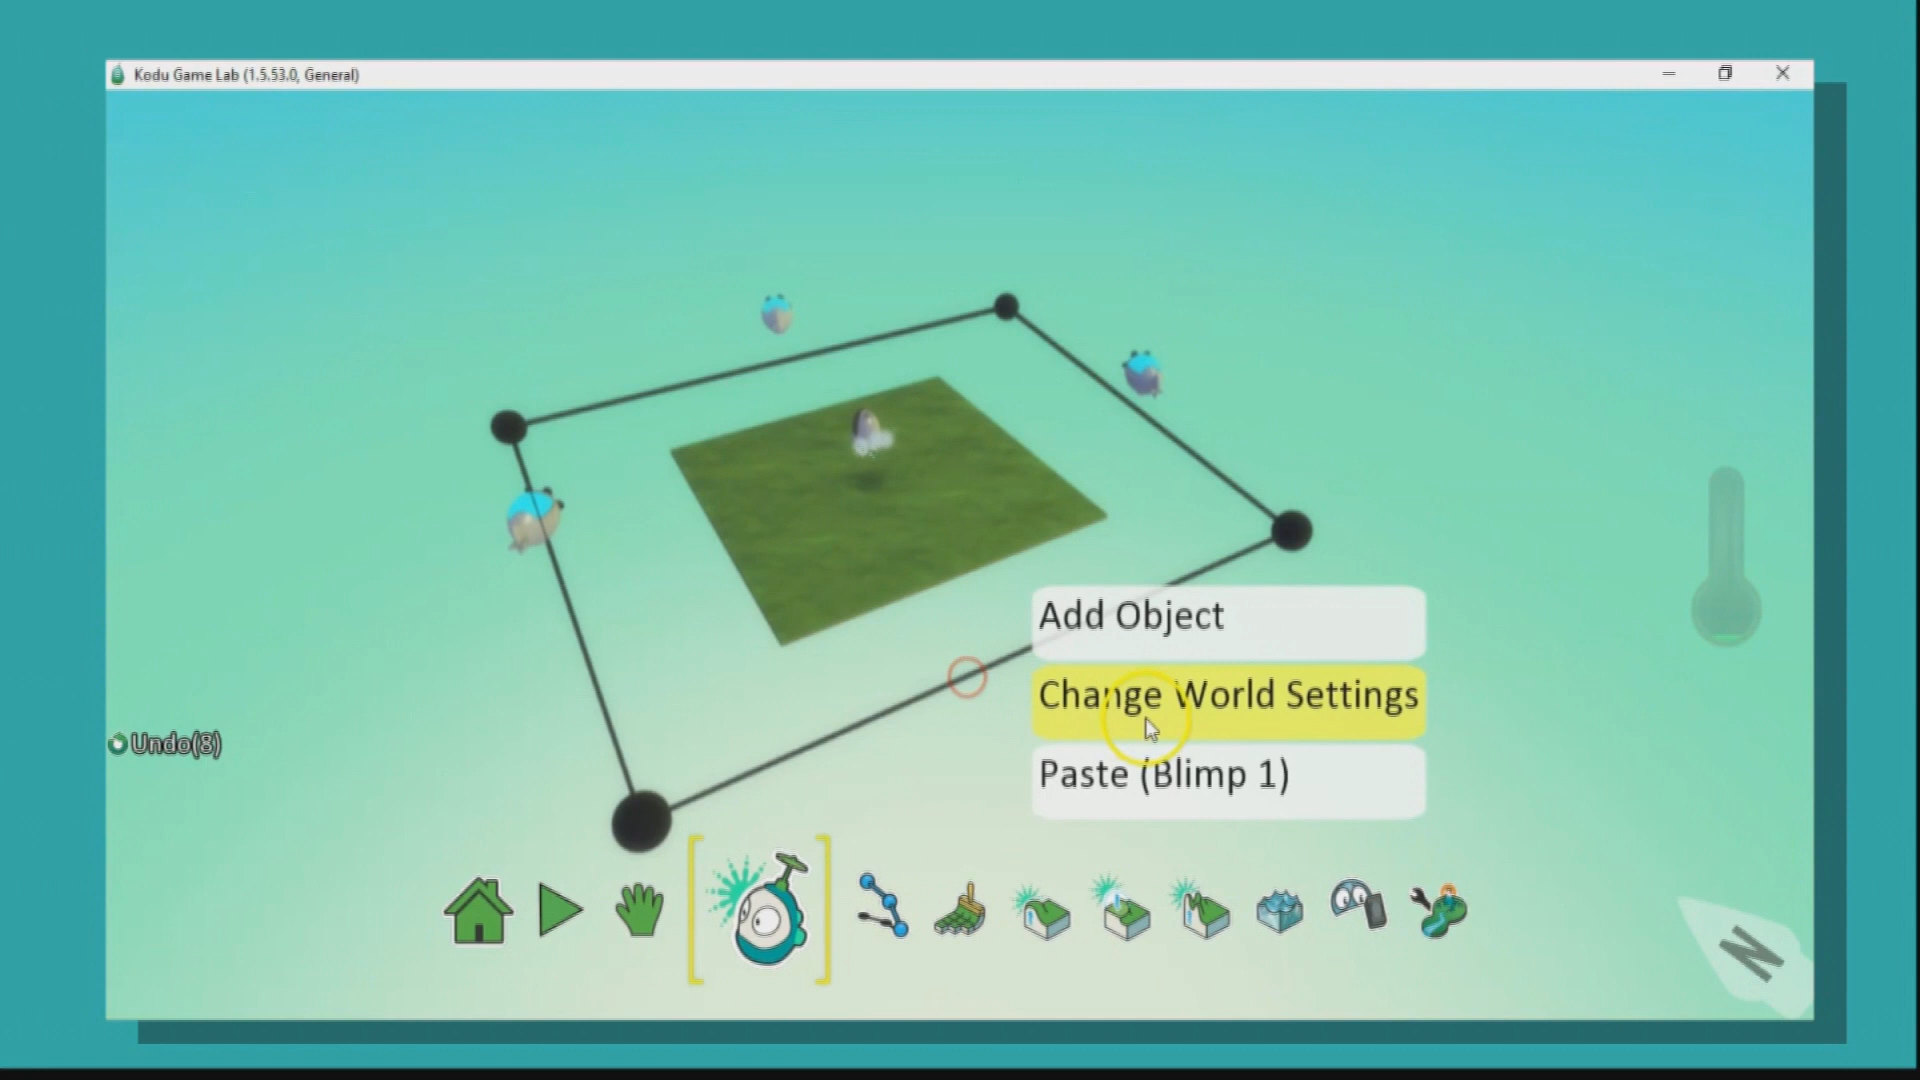 Kodu Game Lab (1.5.53.0, General)
Add Object
Change World Settings
Undo(8)
Paste (Blimp 1)
N